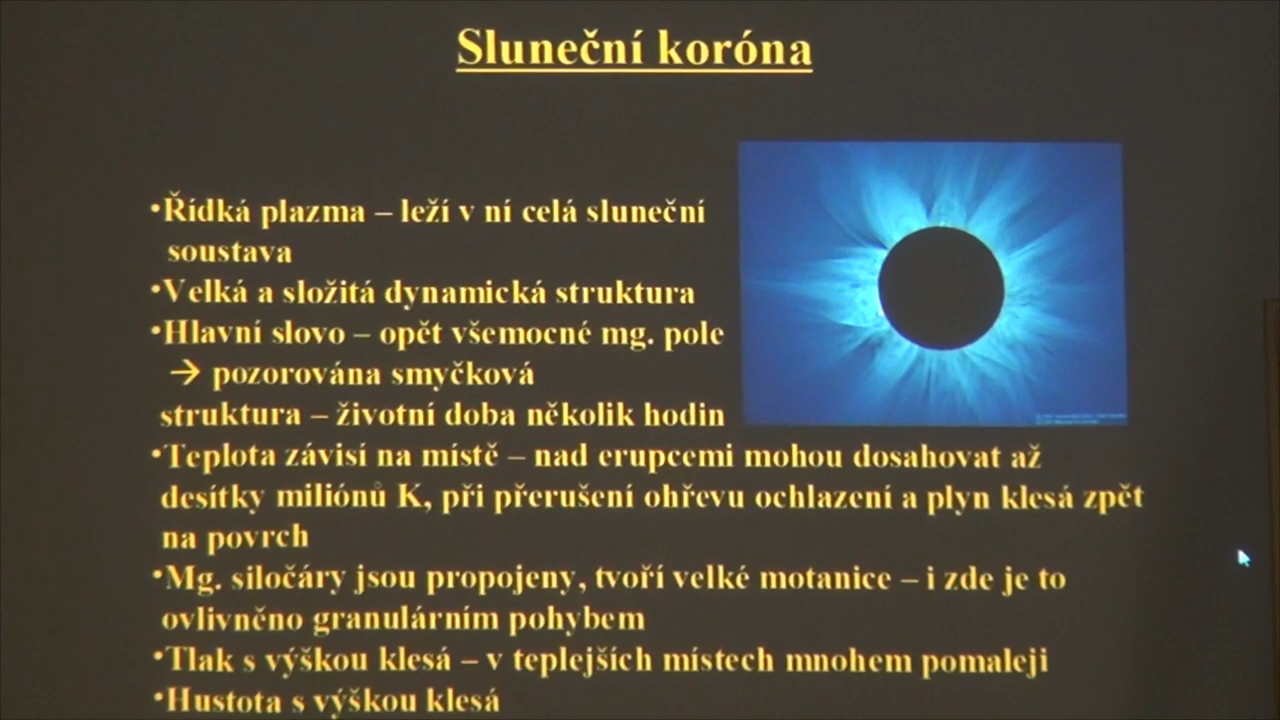 Sluneční koróna
•Řídká plazma – leží v ní celá sluneční
soustava
•Velká a složitá dynamická struktura
•Hlavní slovo – opět všemocné mg. pole
→ pozorována smyčková
struktura – životní doba několik hodin
•Teplota závisí na místě – nad erupcemi mohou dosahovat až
desítky miliónů K, při přerušení ohřevu ochlazení a plyn klesá zpět
na povrch
•Mg. siločáry jsou propojeny, tvoří velké motanice – i zde je to
ovlivněno granulárním pohybem
•Tlak s výškou klesá – v teplejších místech mnohem pomaleji
•Hustota s výškou klesá